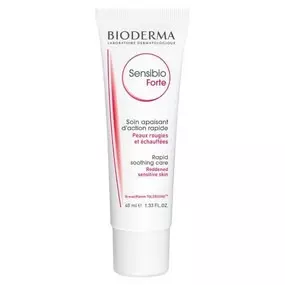 BIODERMA
LABORATOIRE DERMATOLOGIQUE
Sensibio
Forte
Soin apaisant
d'action rapide
Peaux rougies
et échauffées
Rapid
soothing care
Reddened
sensitive skin
40 ml e 1.33 FL.OZ.